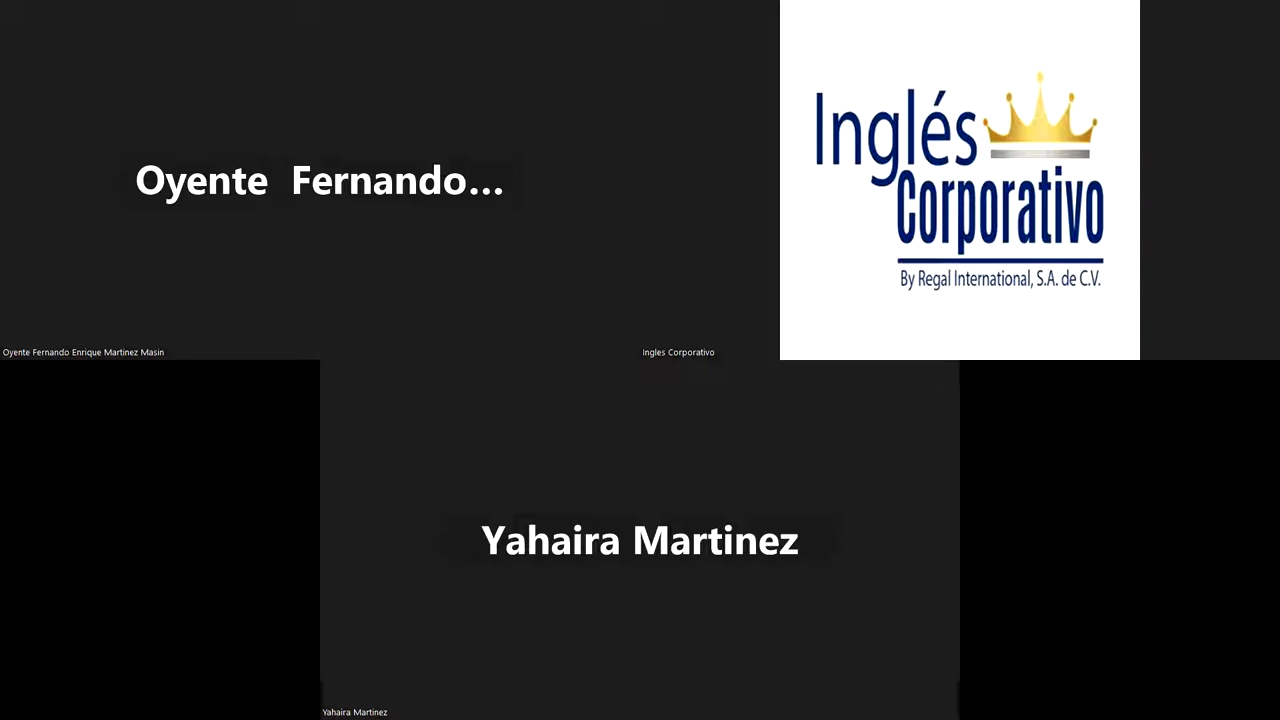 Oyente  Fernando...
Oyente Fernando Enrique Martinez Masin
Inglés
Corporativo
By Regal International, S.A. de C.V.
Ingles Corporativo
Yahaira Martinez
Yahaira Martinez